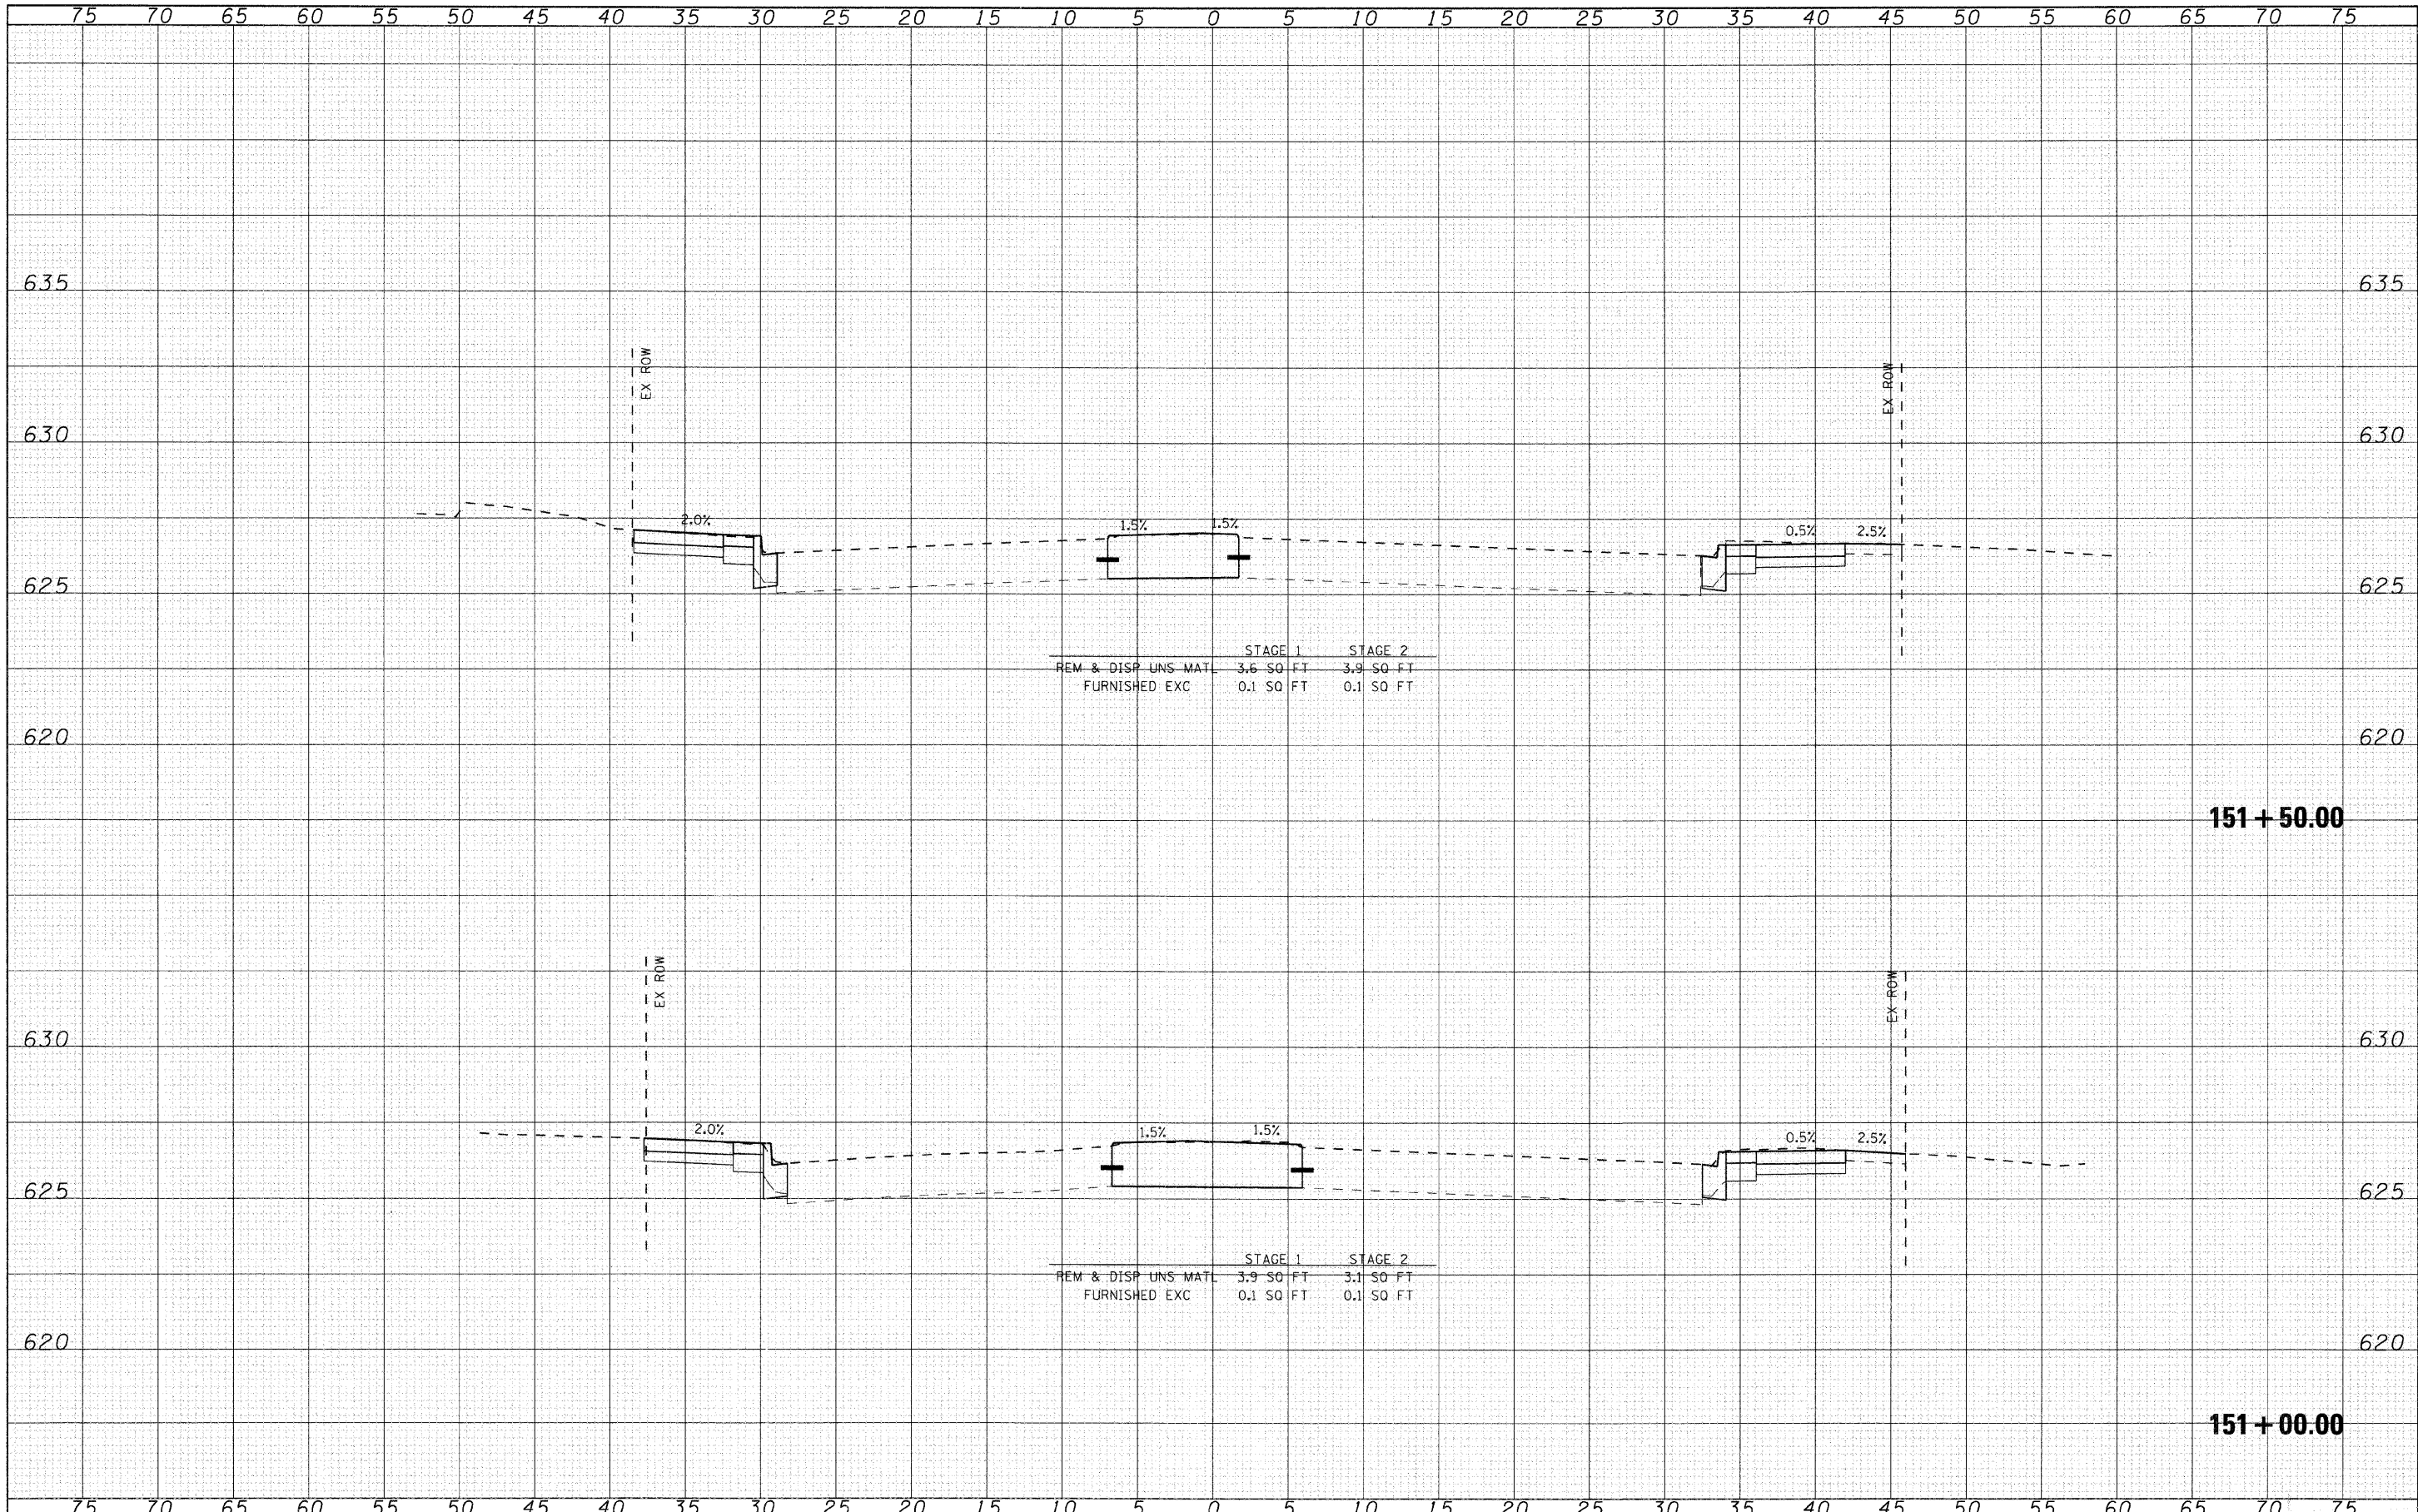 75 70 65 60 55 50 45 40 35 30 25 20 15 10 5 0 5 10 15 20 25 30 35 40 45 50 55 60 65 70 75
635 635
EX ROW EX ROW
630 630
2.0% 1.5% 1.5% 0.5% 2.5%
625 625
STAGE 1 STAGE 2
REM & DISP UNS MATL 3.6 SQ FT 3.9 SQ FT
FURNISHED EXC 0.1 SQ FT 0.1 SQ FT
620 620
151+50.00
EX ROW EX ROW
630 630
2.0% 1.5% 1.5% 0.5% 2.5%
625 625
STAGE 1 STAGE 2
REM & DISP UNS MATL 3.9 SQ FT 3.1 SQ FT
FURNISHED EXC 0.1 SQ FT 0.1 SQ FT
620 620
151+00.00
75 70 65 60 55 50 45 40 35 30 25 20 15 10 5 0 5 10 15 20 25 30 35 40 45 50 55 60 65 70 75